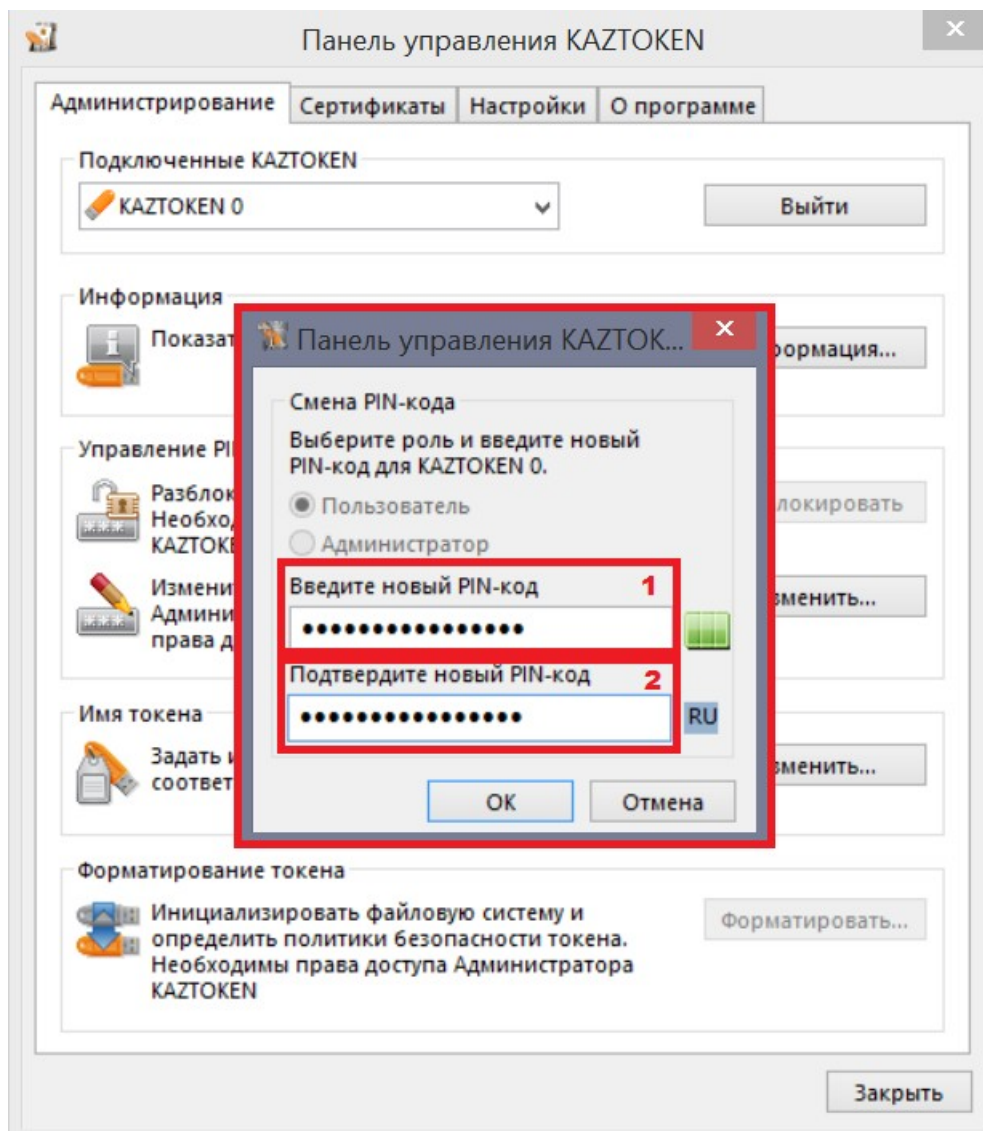 Панель управления KAZTOKEN
Администрирование Сертификаты Настройки О программе
Подключенные KAZTOKEN
KAZTOKEN 0 Выйти
Информация
Показат
формация...
Панель управления KAZTOK...
Смена PIN-кода
Выберите роль и введите новый
PIN-код для KAZTOKEN 0.
Пользователь
Администратор
Введите новый PIN-код 1
••••••••••••••••
Подтвердите новый PIN-код 2
••••••••••••••••
RU
OK Отмена
Управление PI
Разблок
Необхо
KAZTOKE
локировать
Измени
Админи
права д
зменить...
Имя токена
Задать и
соответ
зменить...
Форматирование токена
Инициализировать файловую систему и
определить политики безопасности токена.
Необходимы права доступа Администратора
KAZTOKEN
Форматировать...
Закрыть